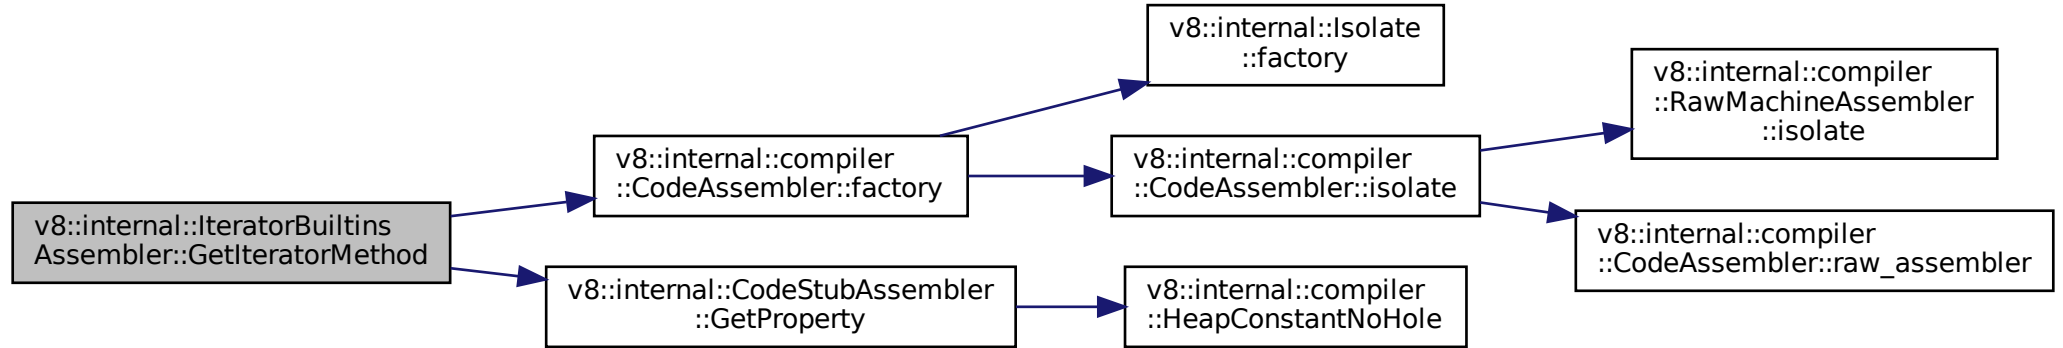 v8::internal::IteratorBuiltins
Assembler::GetIteratorMethod
v8::internal::compiler
::CodeAssembler::factory
v8::internal::Isolate
::factory
v8::internal::compiler
::CodeAssembler::isolate
v8::internal::compiler
::RawMachineAssembler
::isolate
v8::internal::compiler
::CodeAssembler::raw_assembler
v8::internal::CodeStubAssembler
::GetProperty
v8::internal::compiler
::HeapConstantNoHole